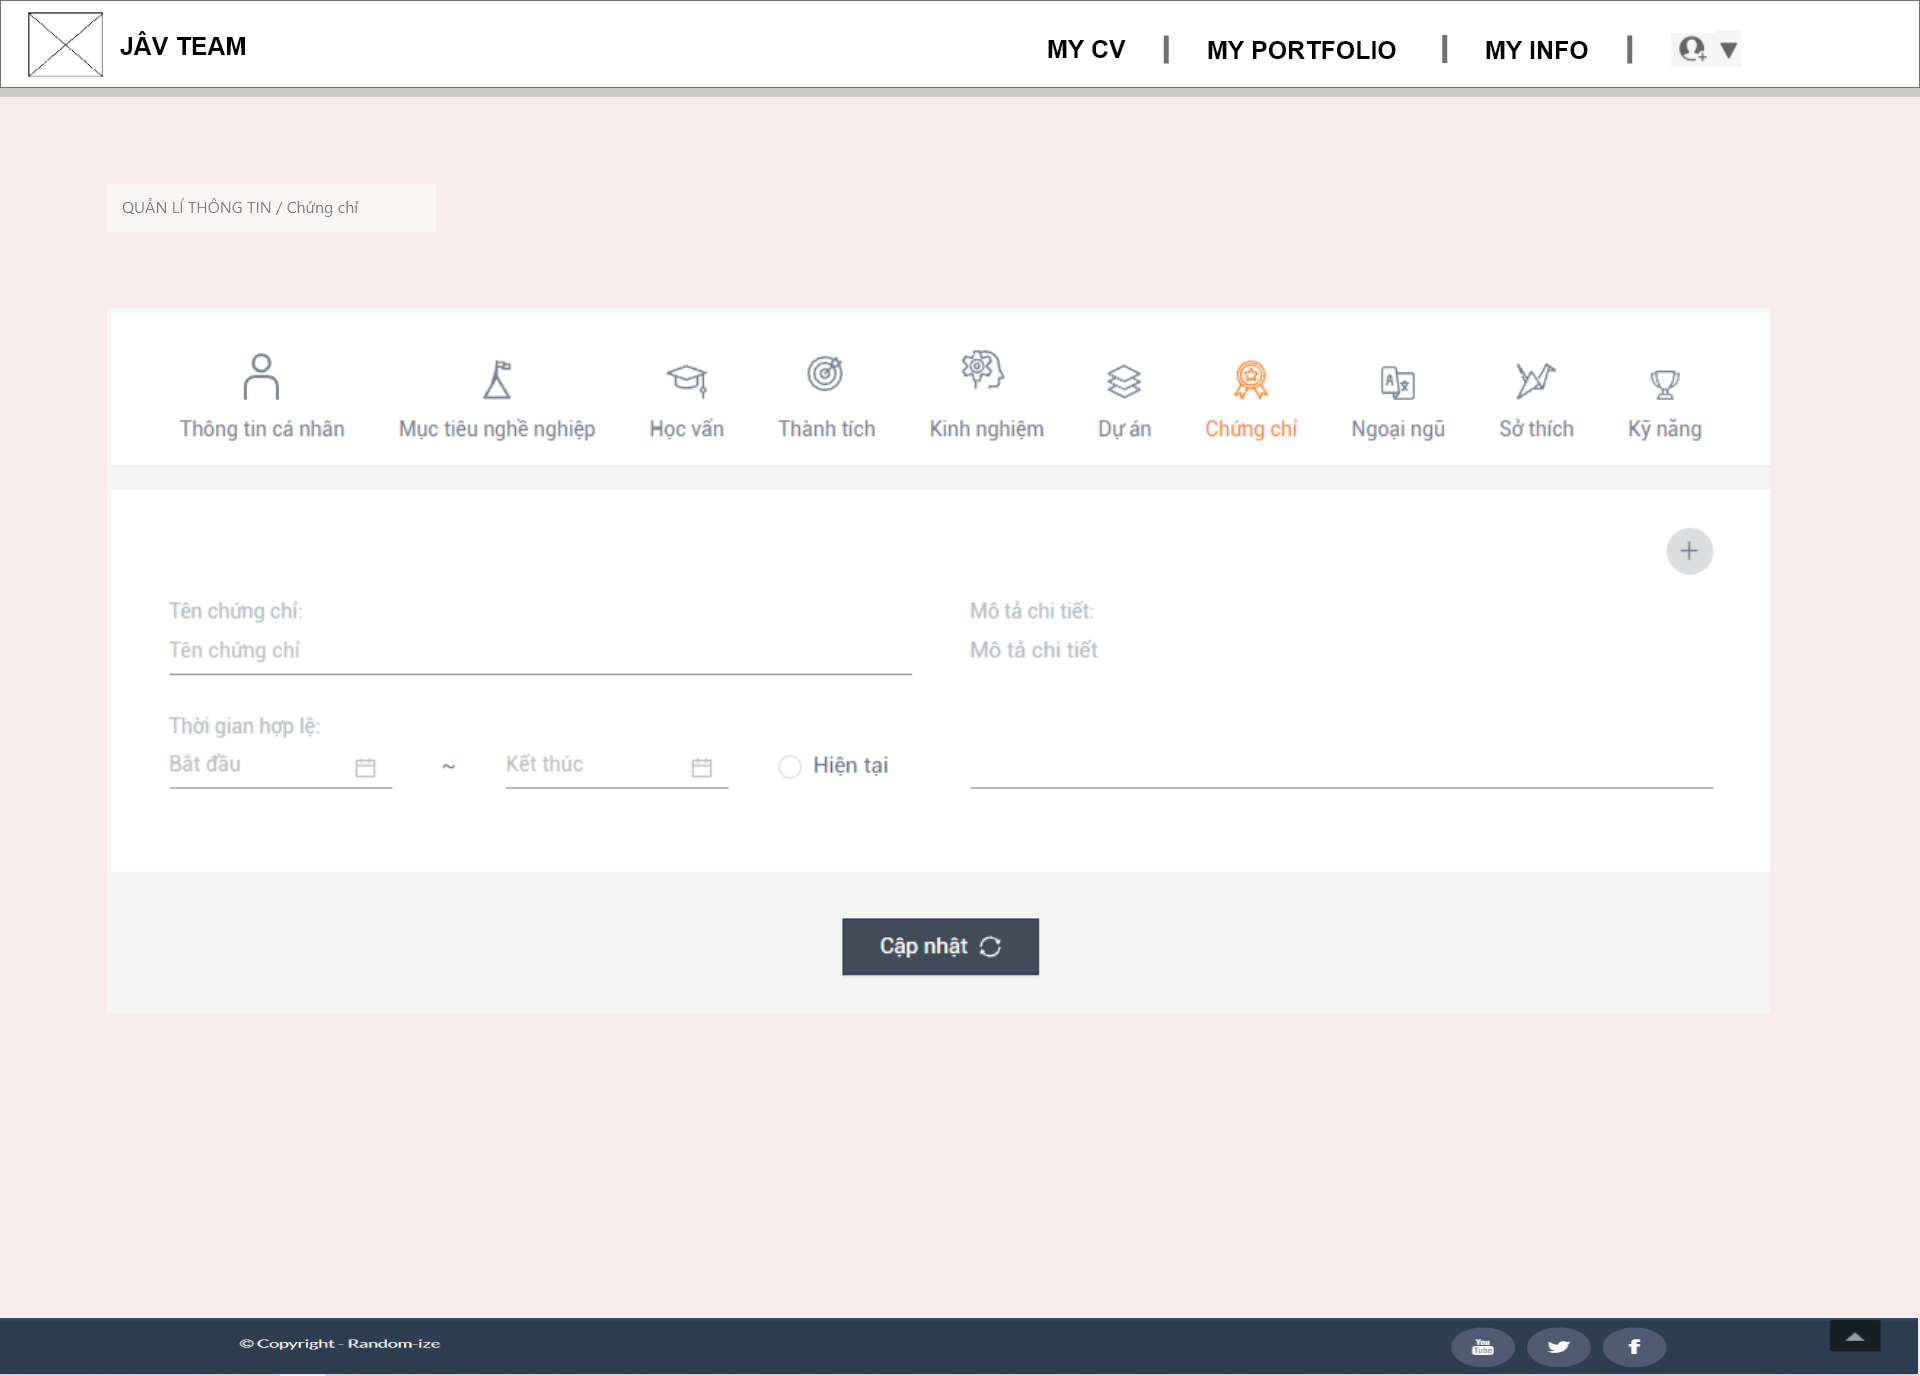 JÂV TEAM
MY CV | MY PORTFOLIO | MY INFO |
QUẢN LÍ THÔNG TIN / Chứng chỉ
Thông tin cá nhân
Mục tiêu nghề nghiệp
Học vấn
Thành tích
Kinh nghiệm
Dự án
Chứng chỉ
Ngoại ngũ
Sở thích
Kỹ năng
Tên chứng chỉ:
Tên chứng chỉ
Mô tả chi tiết:
Mô tả chi tiết
Thời gian hợp lệ:
Bắt đầu ~ Kết thúc Hiện tại
Cập nhật
© Copyright - Random-ize
You Tube